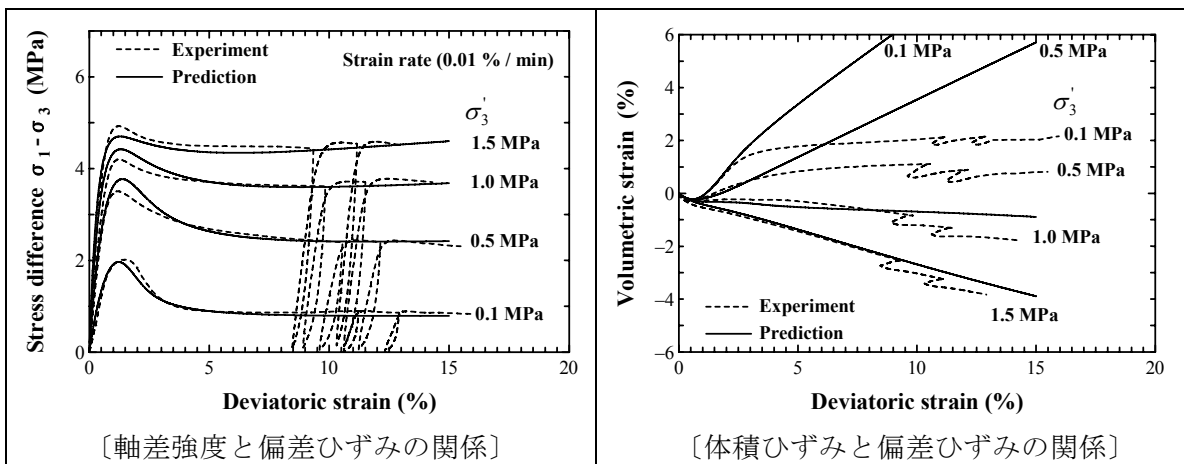 Stress difference σ1 - σ3 (MPa)
6
4
2
0
Experiment
Prediction
Strain rate (0.01 % / min)
σ3'
1.5 MPa
1.0 MPa
0.5 MPa
0.1 MPa
0 5 10 15 20
Deviatoric strain (%)
〔軸差強度と偏差ひずみの関係〕
Volumetric strain (%)
6
4
2
0
−2
−4
−6
0.1 MPa
0.5 MPa
σ3'
0.1 MPa
0.5 MPa
1.0 MPa
1.5 MPa
Experiment
Prediction
0 5 10 15 20
Deviatoric strain (%)
〔体積ひずみと偏差ひずみの関係〕